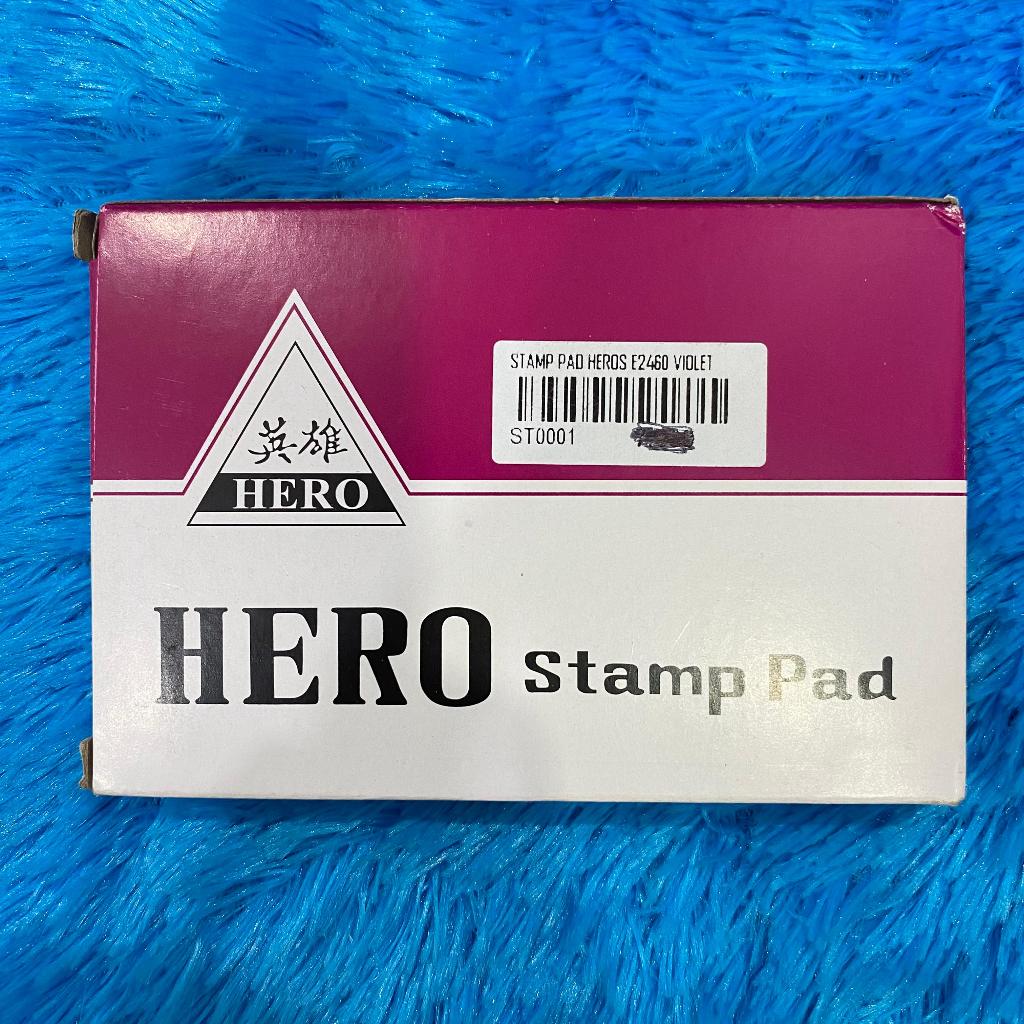 STAMP PAD HEROS E2460 VIOLET
ST0001
英雄
HERO
HERO Stamp Pad